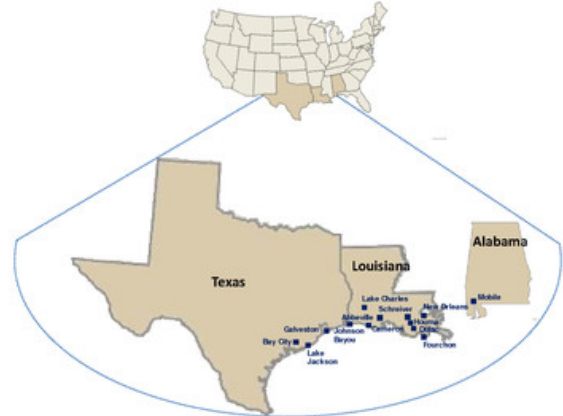 Alabama
Louisiana
Texas
Mobile
Lake Charles
New Orleans
Schreiver
Abbeville
Houma
Galveston
Johnson
Bayou
Cameron
Bay City
Fourchon
Lake
Jackson